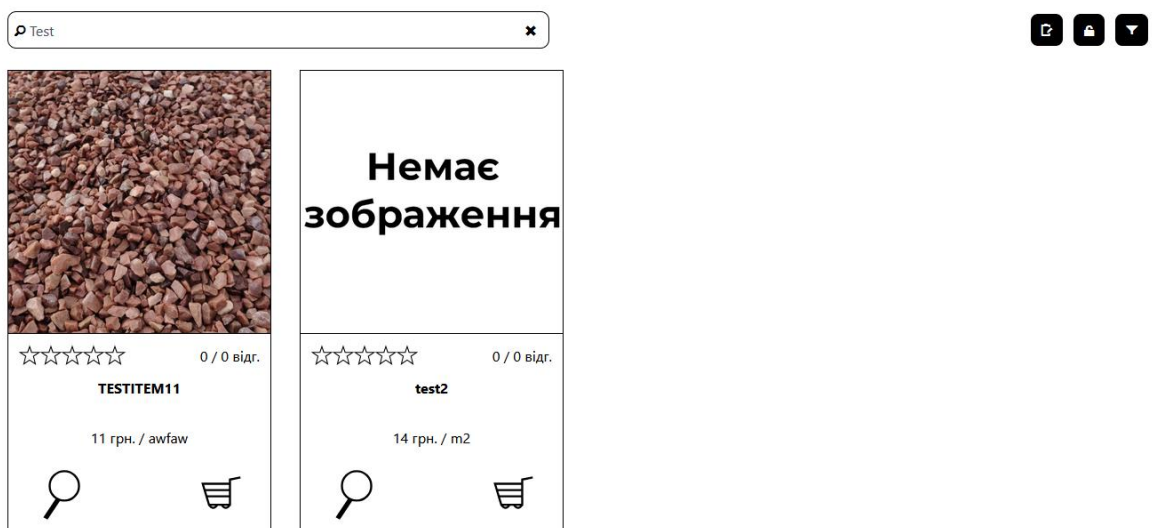 Test
Немає
зображення
0 / 0 відг.
0 / 0 відг.
TESTITEM11
test2
11 грн. / awfaw
14 грн. / m2